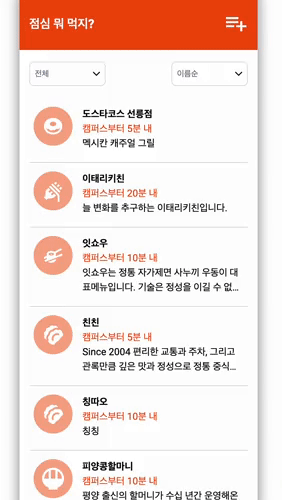 점심 뭐 먹지?
전체
이름순
도스타코스 선릉점
캠퍼스부터 5분 내
멕시칸 캐주얼 그릴
이태리키친
캠퍼스부터 20분 내
늘 변화를 추구하는 이태리키친입니다.
잇쇼우
캠퍼스부터 10분 내
잇쇼우는 정통 자가제면 사누끼 우동이 대
표메뉴입니다. 기술은 정성을 이길 수 없...
친친
캠퍼스부터 5분 내
Since 2004 편리한 교통과 주차, 그리고
관록만큼 깊은 맛과 정성으로 정통 중식...
칭따오
캠퍼스부터 10분 내
칭칭
피양콩할마니
캠퍼스부터 10분 내
평양 출신의 할머니가 수십 년간 운영해온